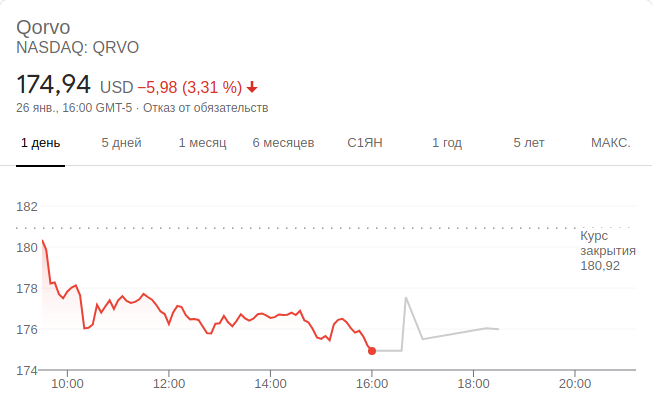 Qorvo
NASDAQ: QRVO
174,94 USD −5,98 (3,31 %)
26 янв., 16:00 GMT-5 · Отказ от обязательств
1 день 5 дней 1 месяц 6 месяцев С1ЯН 1 год 5 лет МАКС.
182
180
178
176
174
Курс
закрытия
180,92
10:00 12:00 14:00 16:00 18:00 20:00